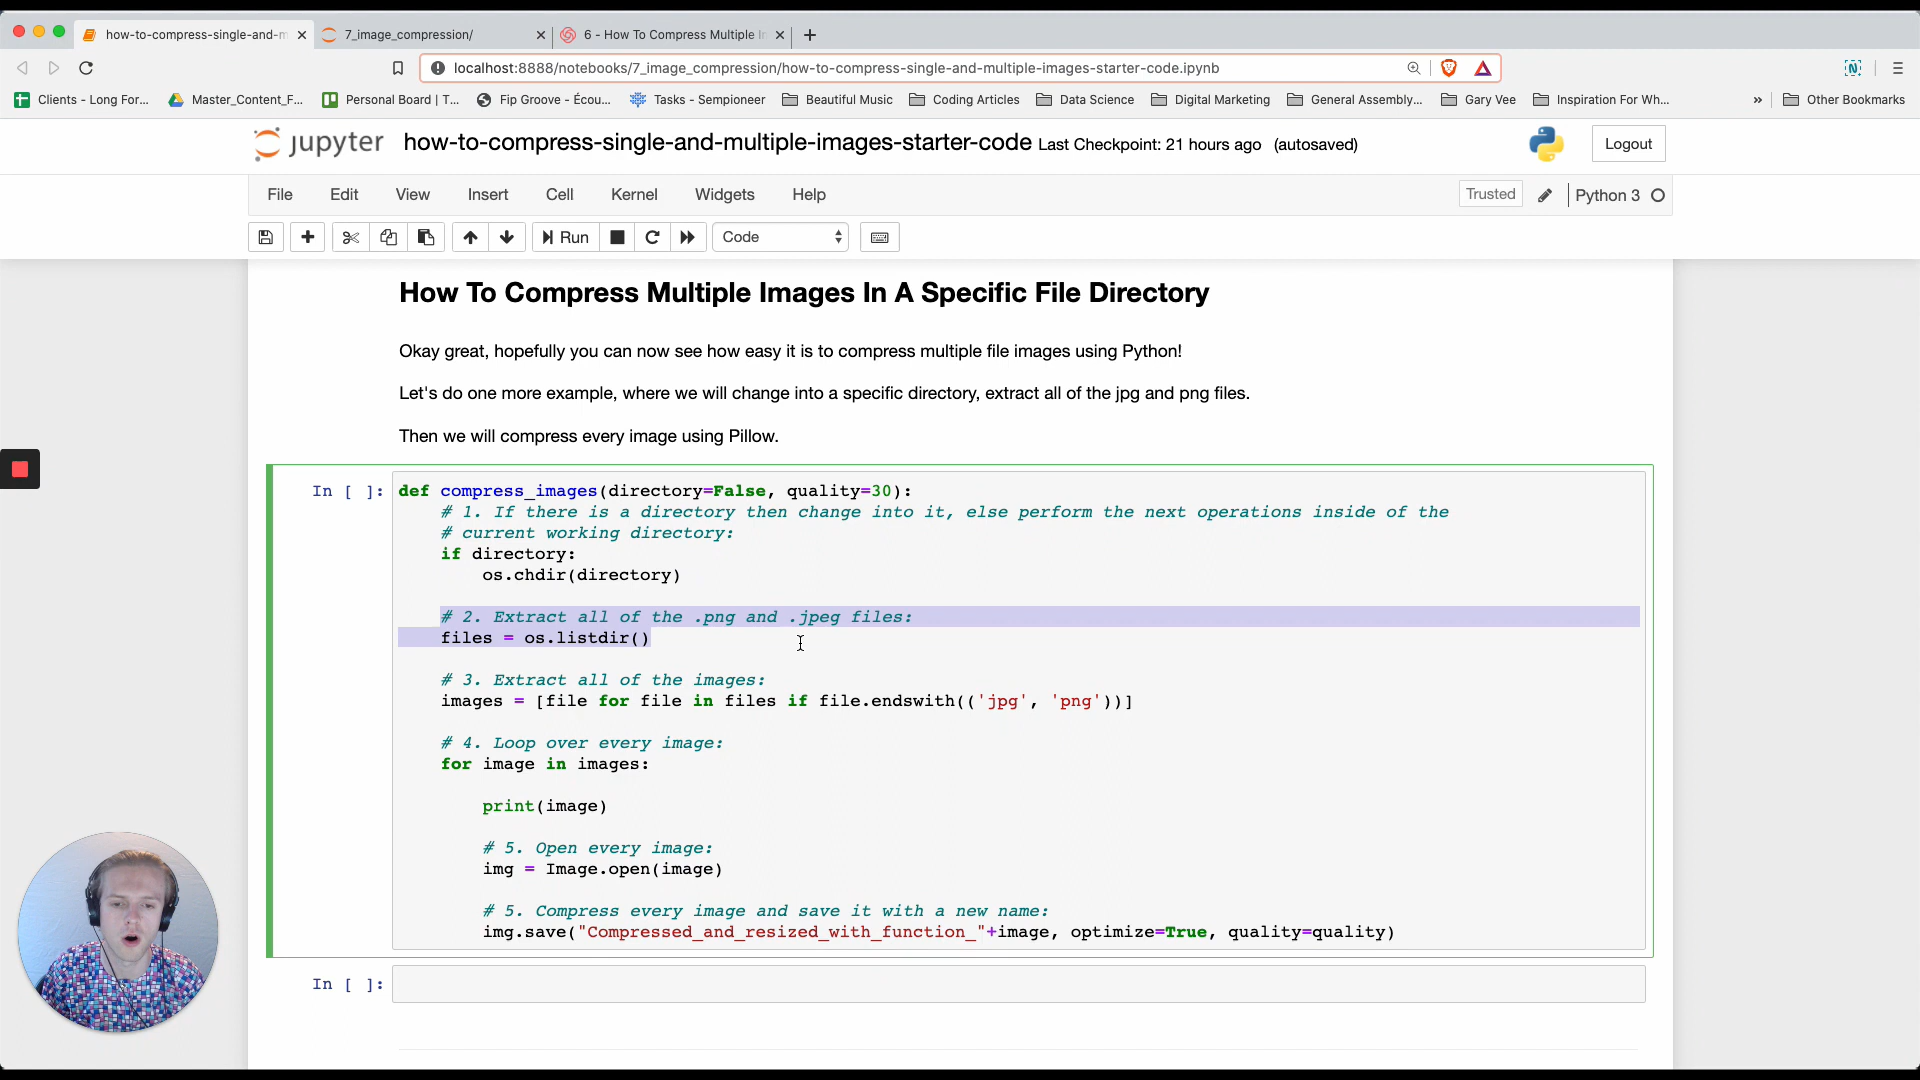 how-to-compress-single-and-m
7_image_compression/
6 - How To Compress Multiple I
localhost:8888/notebooks/7_image_compression/how-to-compress-single-and-multiple-images-starter-code.ipynb
Clients - Long For...
Master_Content_F...
Personal Board | T...
Fip Groove - Écou...
Tasks - Sempioneer
Beautiful Music
Coding Articles
Data Science
Digital Marketing
General Assembly...
Gary Vee
Inspiration For Wh...
»
Other Bookmarks
jupyter how-to-compress-single-and-multiple-images-starter-code Last Checkpoint: 21 hours ago (autosaved)
Logout
File Edit View Insert Cell Kernel Widgets Help
Trusted
Python 3
Run
Code
How To Compress Multiple Images In A Specific File Directory
Okay great, hopefully you can now see how easy it is to compress multiple file images using Python!
Let's do one more example, where we will change into a specific directory, extract all of the jpg and png files.
Then we will compress every image using Pillow.
In [ ]:
def compress_images(directory=False, quality=30):
# 1. If there is a directory then change into it, else perform the next operations inside of the
# current working directory:
if directory:
os.chdir(directory)
# 2. Extract all of the .png and .jpeg files:
files = os.listdir()
# 3. Extract all of the images:
images = [file for file in files if file.endswith(('jpg', 'png'))]
# 4. Loop over every image:
for image in images:
print(image)
# 5. Open every image:
img = Image.open(image)
# 5. Compress every image and save it with a new name:
img.save("Compressed_and_resized_with_function_"+image, optimize=True, quality=quality)
In [ ]: